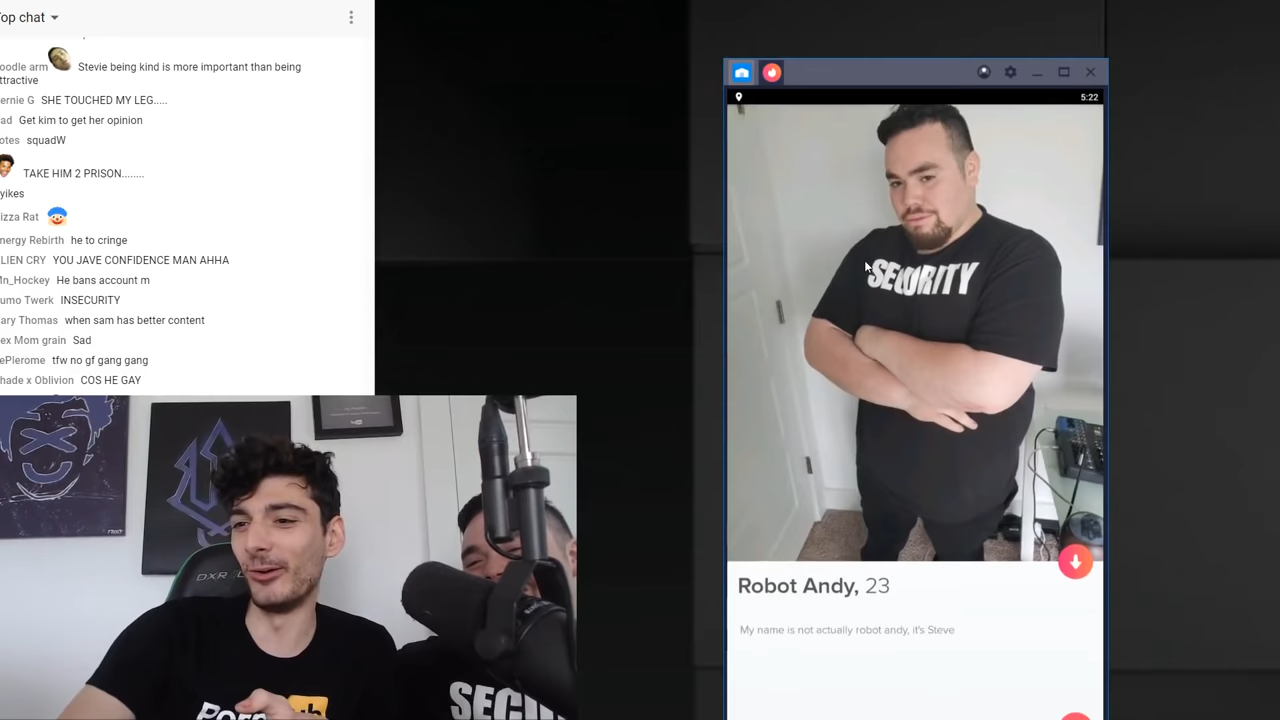 op chat
oodle arm Stevie being kind is more important than being
ttractive
ernie G SHE TOUCHED MY LEG.....
ad Get kim to get her opinion
otes squadW
TAKE HIM 2 PRISON........
yikes
izza Rat
nergy Rebirth he to cringe
LIEN CRY YOU JAVE CONFIDENCE MAN AHHA
Mn_Hockey He bans account m
umo Twerk INSECURITY
ary Thomas when sam has better content
ex Mom grain Sad
ePlerome tfw no gf gang gang
hade x Oblivion COS HE GAY
5:22
SECURITY
Robot Andy, 23
My name is not actually robot andy, it's Steve
DXR
SECU